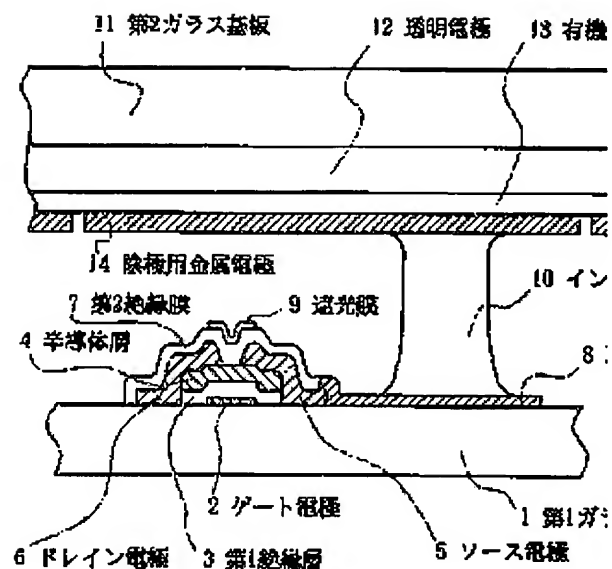 11 第2ガラス基板
12 透明電極
13 有機
14 陰極用金属電極
7 第2絶縁膜
9 遮光膜
10 イン
4 半導体層
8
2 ゲート電極
1 第1ガラ
6 ドレイン電極
3 第1絶縁層
5 ソース電極